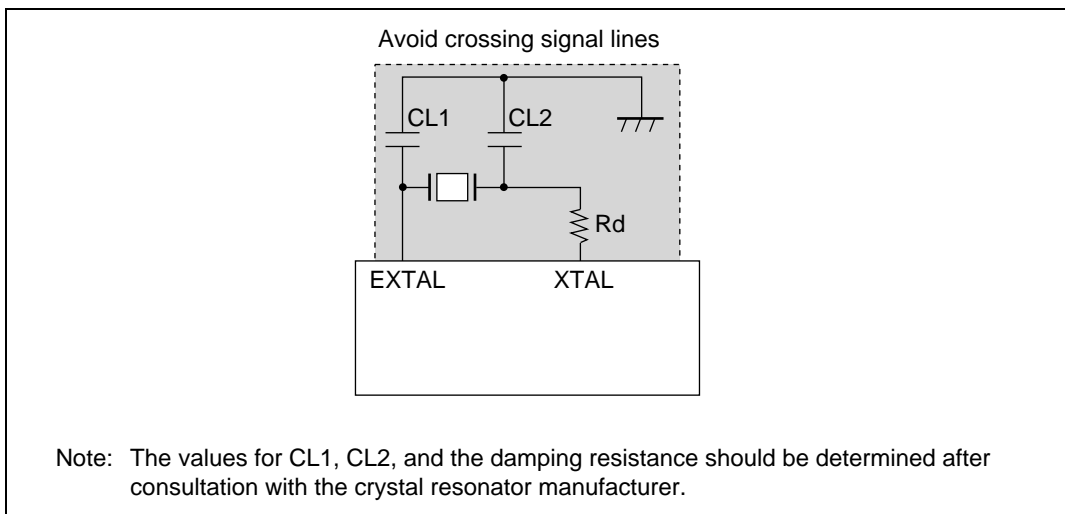 Avoid crossing signal lines
CL1 CL2
Rd
EXTAL XTAL
Note: The values for CL1, CL2, and the damping resistance should be determined after
consultation with the crystal resonator manufacturer.